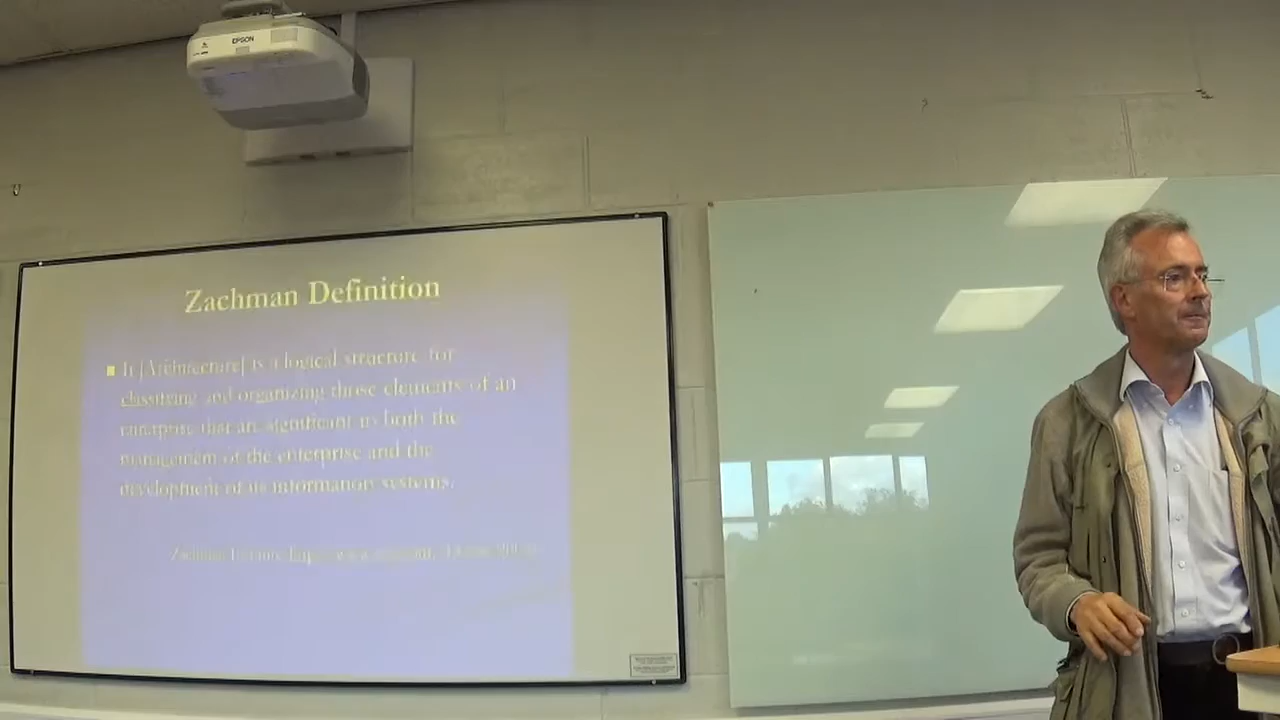 EPSON
Zachman Definition
It [Architecture] is a logical structure for
classifying and organizing those elements of an
enterprise that are significant to both the
management of the enterprise and the
development of its information systems.